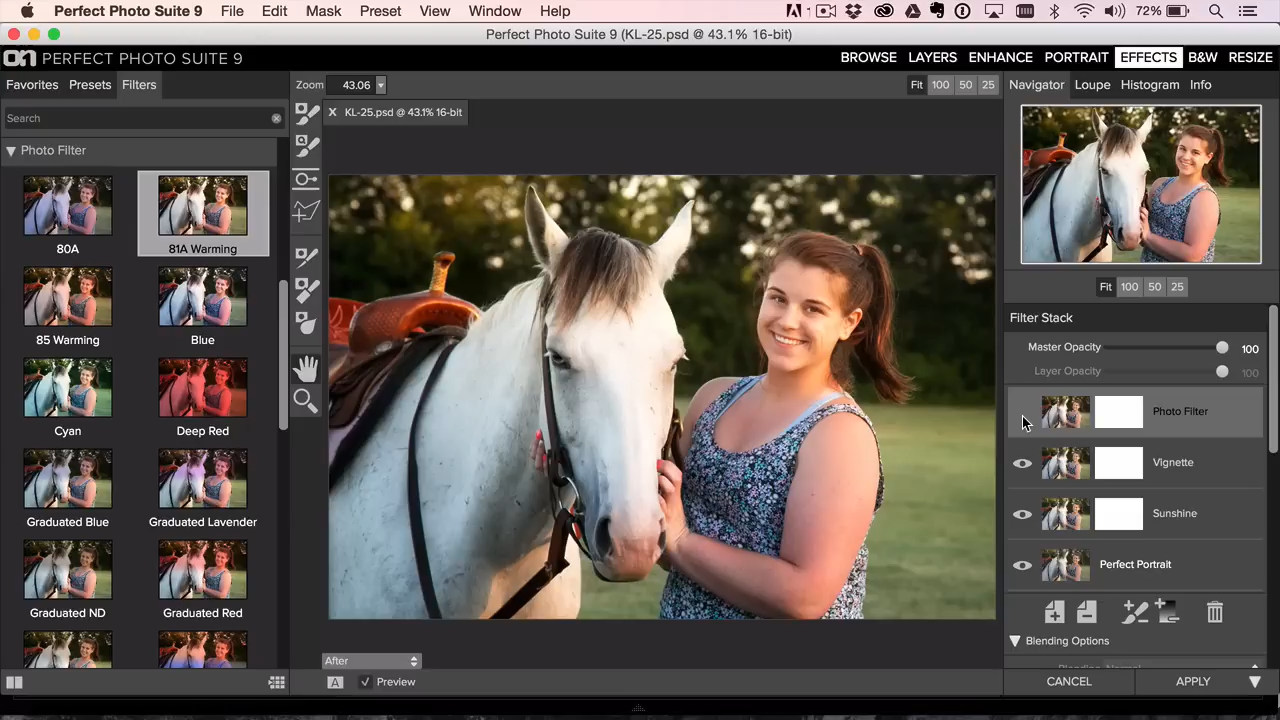 Perfect Photo Suite 9 File Edit Mask Preset View Window Help 72%
Perfect Photo Suite 9 (KL-25.psd @ 43.1% 16-bit)
on PERFECT PHOTO SUITE 9 BROWSE LAYERS ENHANCE PORTRAIT EFFECTS B&W RESIZE
Favorites Presets Filters Zoom 43.06 Fit 100 50 25 Navigator Loupe Histogram Info
Search X KL-25.psd @ 43.1% 16-bit
Photo Filter
80A 81A Warming
Fit 100 50 25
Filter Stack
85 Warming Blue
Master Opacity 100
Layer Opacity 100
Photo Filter
Cyan Deep Red
Vignette
Graduated Blue Graduated Lavender
Sunshine
Perfect Portrait
Graduated ND Graduated Red
Blending Options
After
A Preview CANCEL APPLY